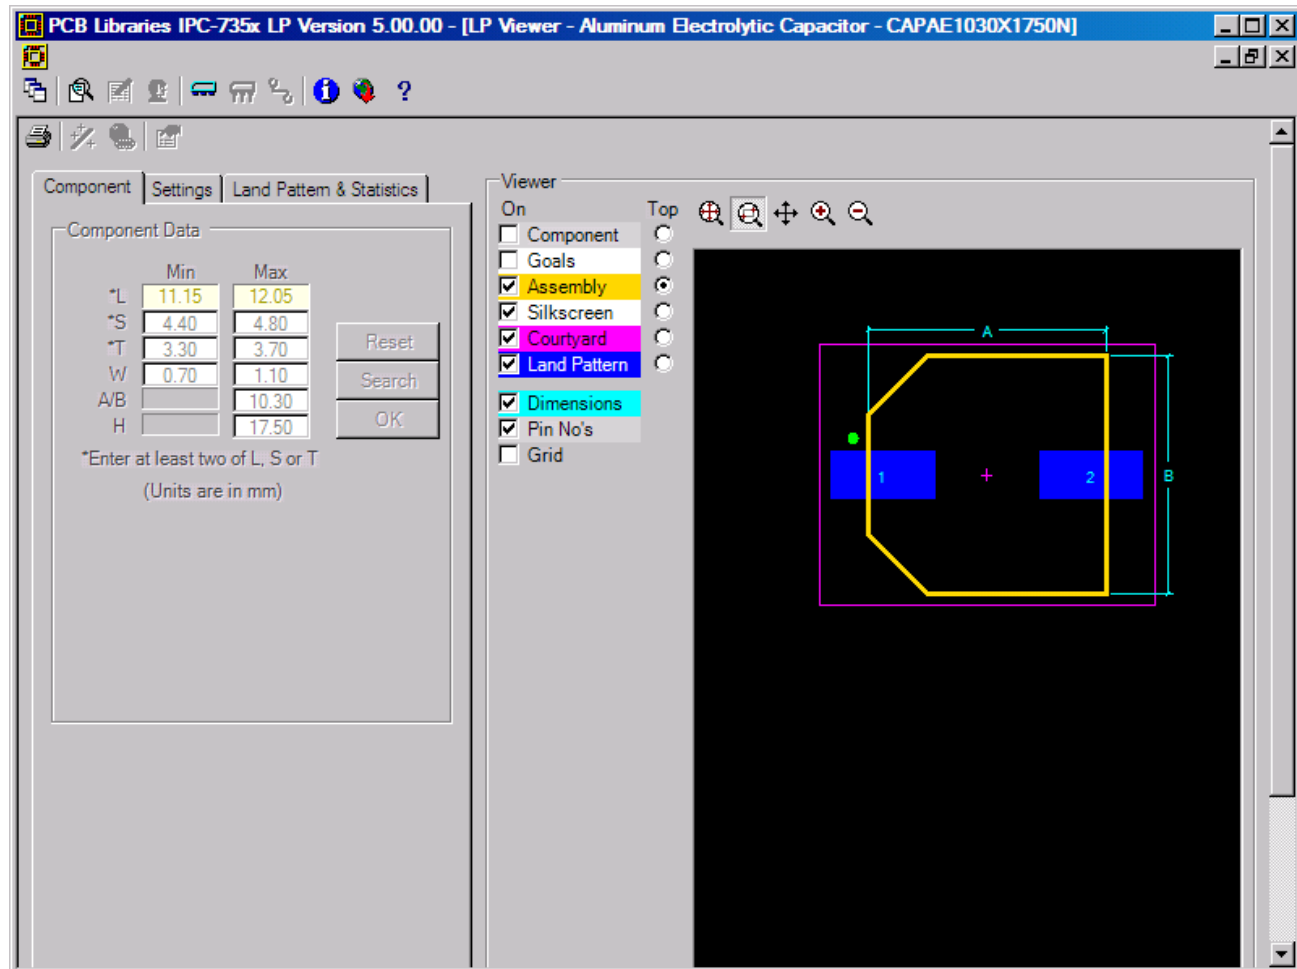 PCB Libraries IPC-735x LP Version 5.00.00 - [LP Viewer - Aluminum Electrolytic Capacitor - CAPAE1030X1750N]
?
Component Settings Land Pattern & Statistics
Component Data
Min Max
*L 11.15 12.05
*S 4.40 4.80
*T 3.30 3.70
W 0.70 1.10
A/B 10.30
H 17.50
Reset
Search
OK
*Enter at least two of L, S or T
(Units are in mm)
Viewer
On Top
Component
Goals
Assembly
Silkscreen
Courtyard
Land Pattern
Dimensions
Pin No's
Grid
A
1 2 B